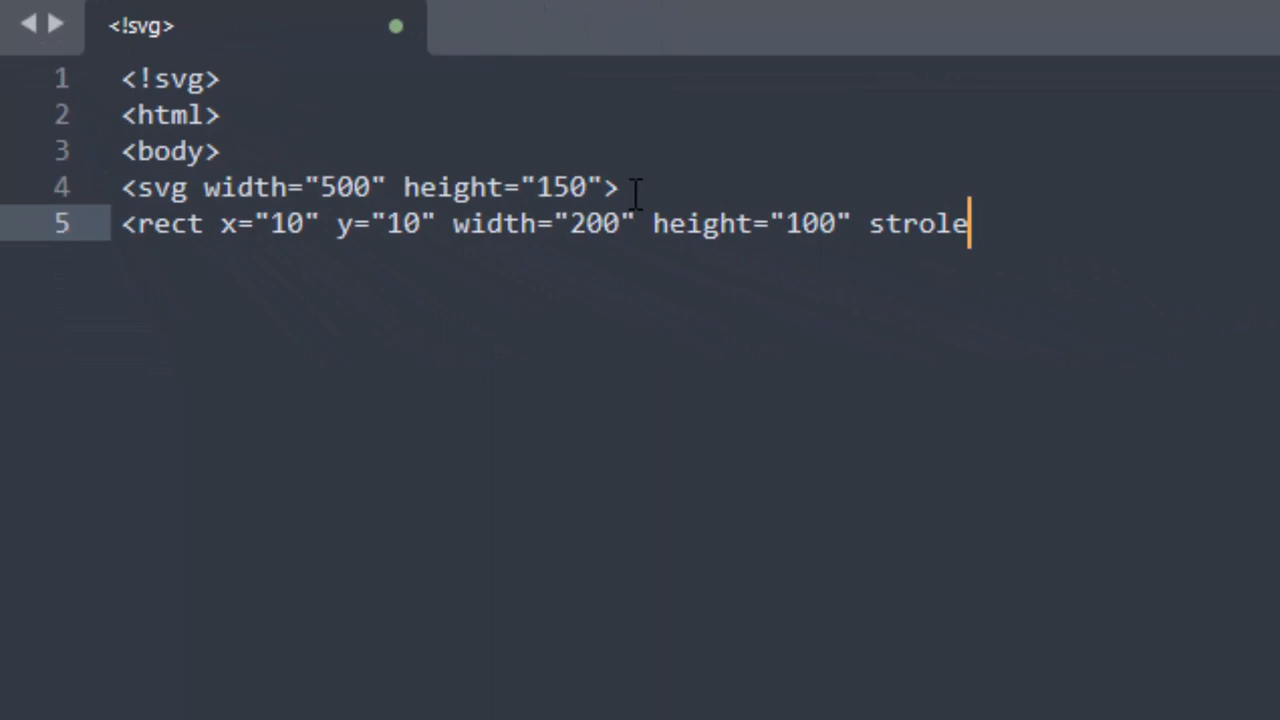 <!svg>
1 <!svg>
2 <html>
3 <body>
4 <svg width="500" height="150">
5 <rect x="10" y="10" width="200" height="100" strole